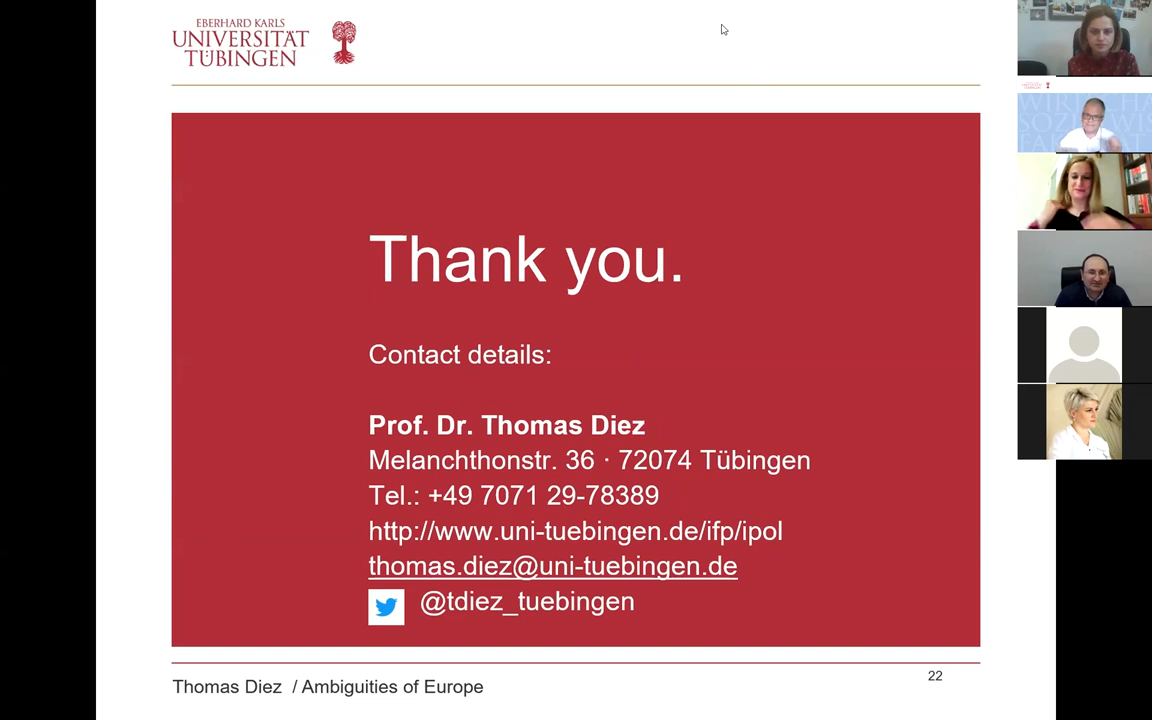 EBERHARD KARLS
UNIVERSITÄT
TÜBINGEN
Thank you.
Contact details:
Prof. Dr. Thomas Diez
Melanchthonstr. 36 · 72074 Tübingen
Tel.: +49 7071 29-78389
http://www.uni-tuebingen.de/ifp/ipol
thomas.diez@uni-tuebingen.de
@tdiez_tuebingen
Thomas Diez / Ambiguities of Europe
22